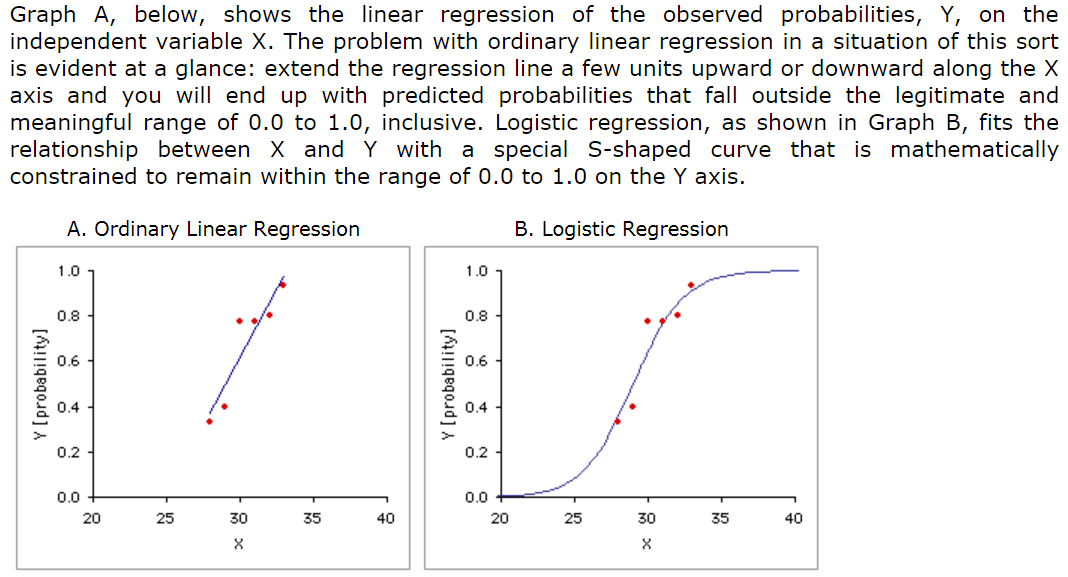 Graph A, below, shows the linear regression of the observed probabilities, Y, on the
independent variable X. The problem with ordinary linear regression in a situation of this sort
is evident at a glance: extend the regression line a few units upward or downward along the X
axis and you will end up with predicted probabilities that fall outside the legitimate and
meaningful range of 0.0 to 1.0, inclusive. Logistic regression, as shown in Graph B, fits the
relationship between X and Y with a special S-shaped curve that is mathematically
constrained to remain within the range of 0.0 to 1.0 on the Y axis.
A. Ordinary Linear Regression
Y [probability]
1.0
0.8
0.6
0.4
0.2
0.0
20 25 30 35 40
X
B. Logistic Regression
Y [probability]
1.0
0.8
0.6
0.4
0.2
0.0
20 25 30 35 40
X